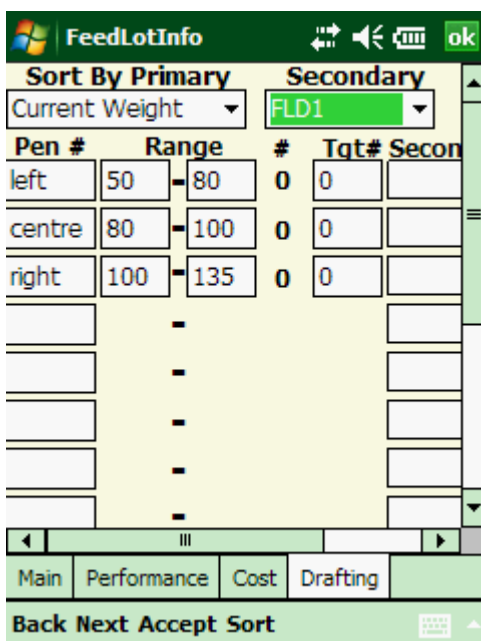 FeedLotInfo ok
Sort By Primary Secondary
Current Weight FLD1
Pen # Range # Tgt# Secon
left 50 - 80 0 0
centre 80 - 100 0 0
right 100 - 135 0 0
-
-
-
-
-
Main Performance Cost Drafting
Back Next Accept Sort